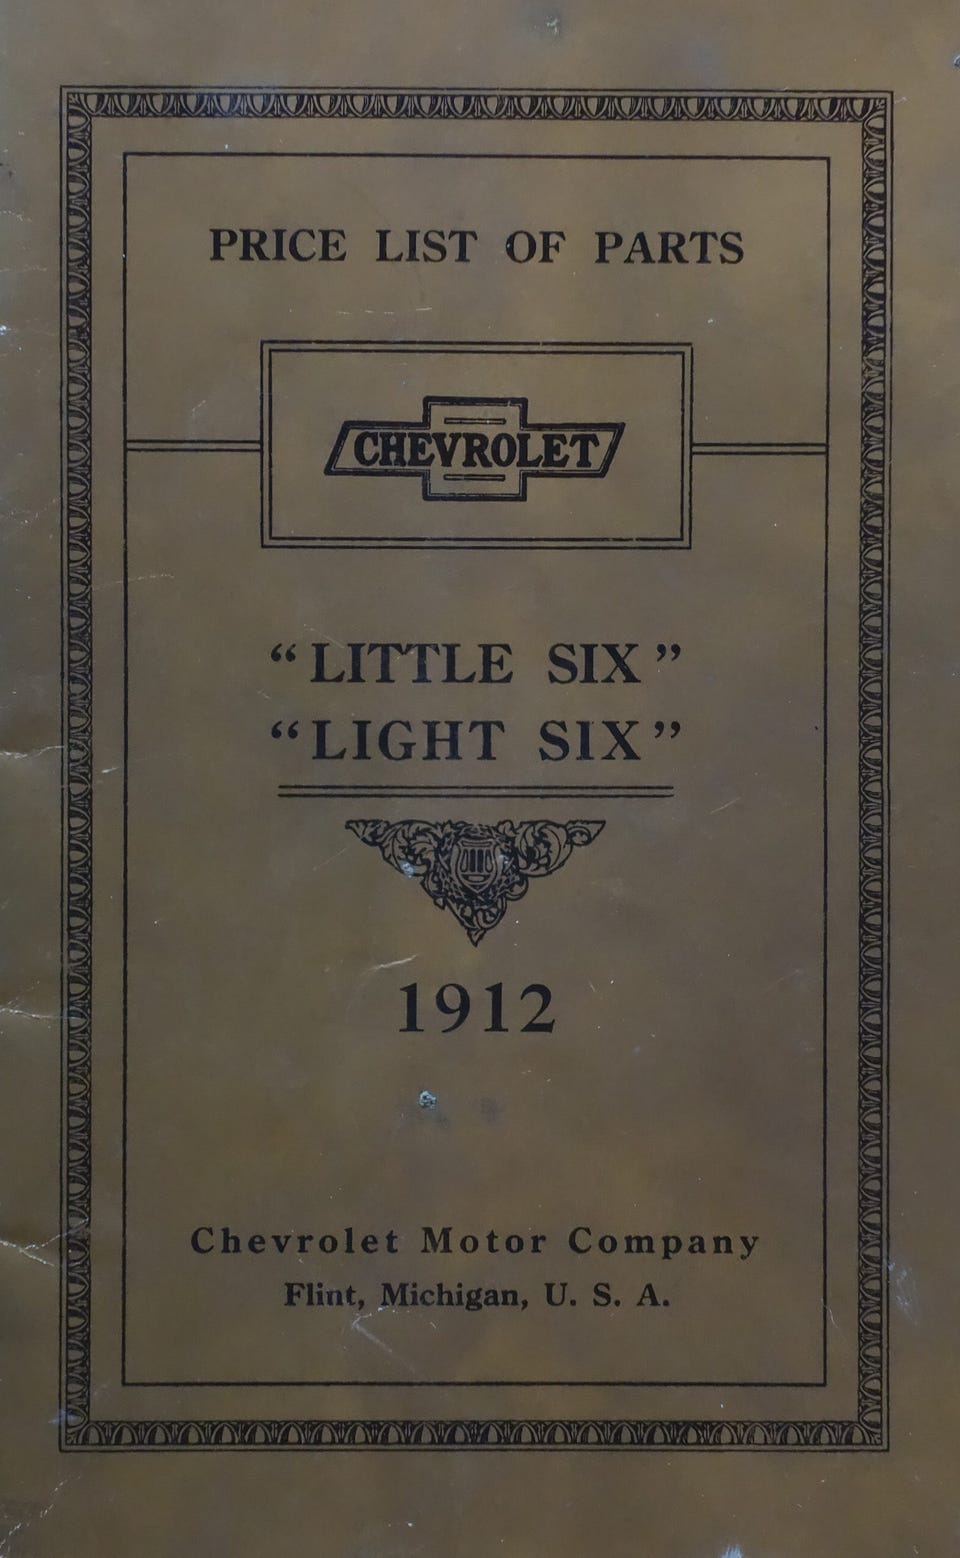 PRICE LIST OF PARTS
CHEVROLET
“LITTLE SIX”
“LIGHT SIX”
1912
Chevrolet Motor Company
Flint, Michigan, U. S. A.